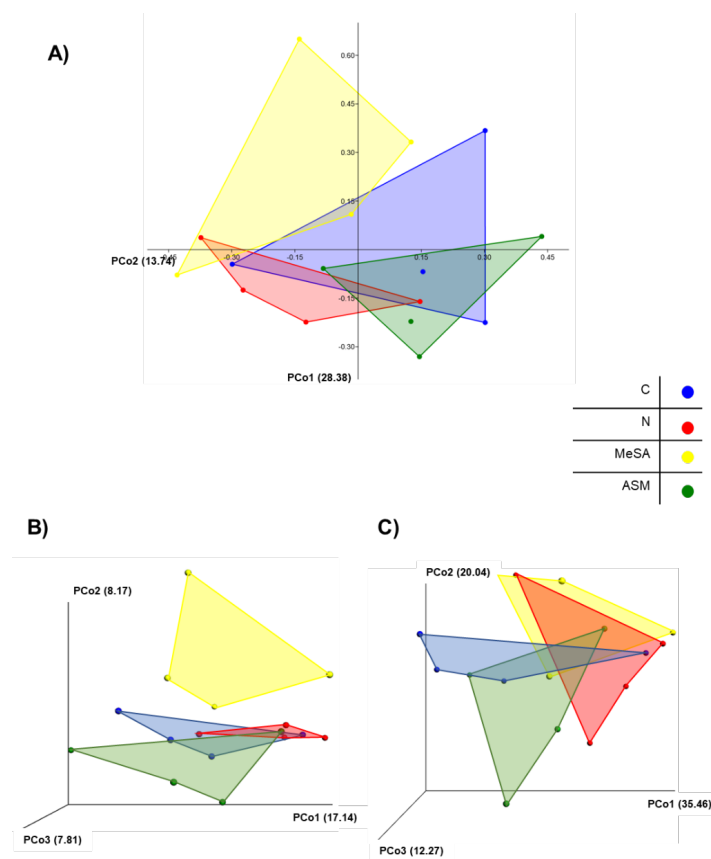 A)
0.60
0.45
0.30
0.15
-0.30
-0.15
0.15
0.30
0.45
PCo2 (13.74)
-0.15
-0.30
PCo1 (28.38)
C
N
MeSA
ASM
B)
C)
PCo2 (8.17)
PCo2 (20.04)
PCo1 (17.14)
PCo1 (35.46)
PCo3 (7.81)
PCo3 (12.27)